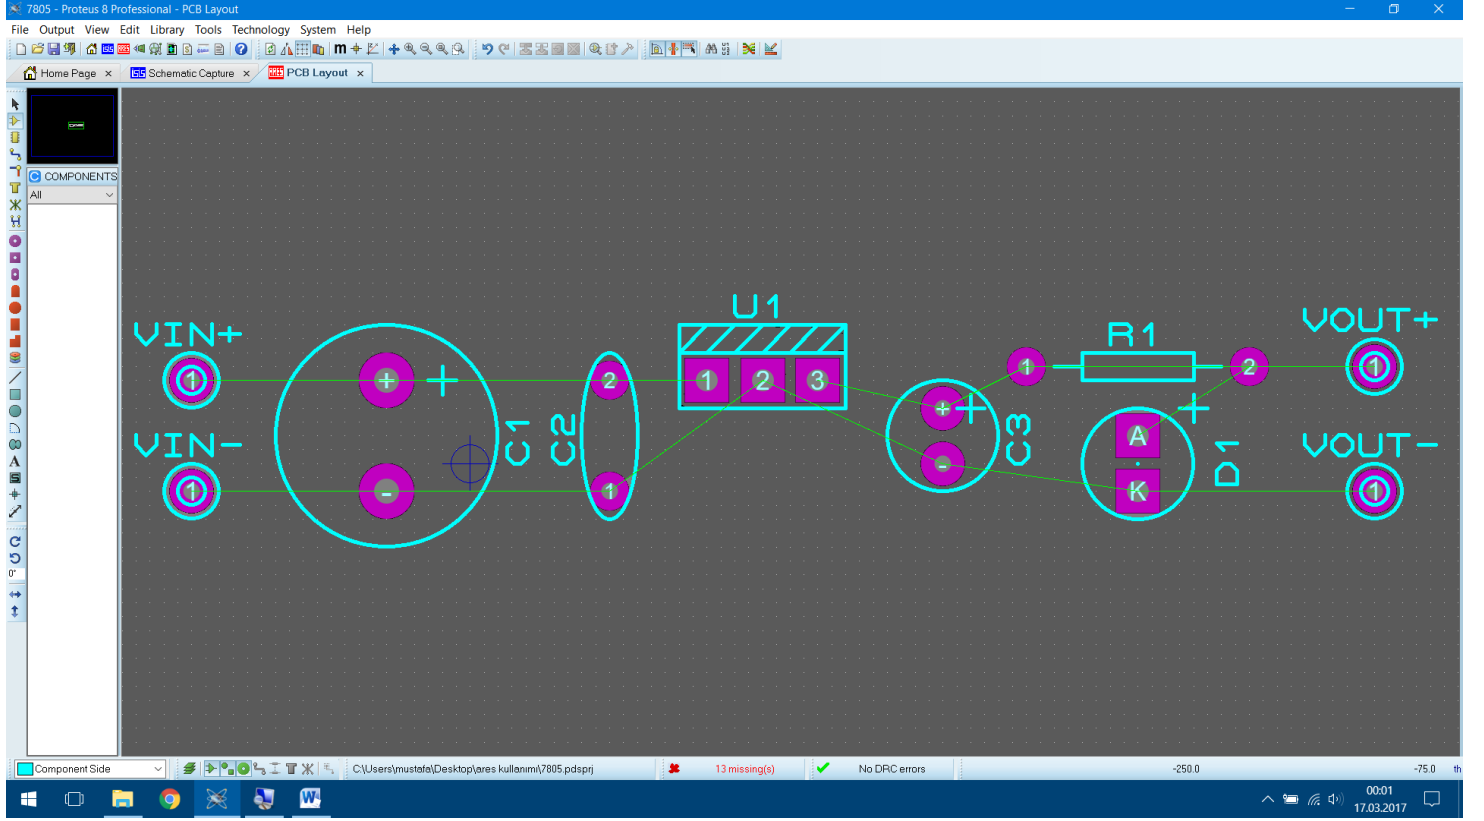 7805 - Proteus 8 Professional - PCB Layout
File Output View Edit Library Tools Technology System Help
Home Page × Schematic Capture × PCB Layout ×
COMPONENTS
All
U1
VIN+ R1 VOUT+
1 + 2 1 2 3 1 2 1
+
C1 C2 C3
VIN- A D1 VOUT-
1 - 1 - K 1
0°
Component Side C:\Users\mustafa\Desktop\ares kullanımı\7805.pdsprj 13 missing(s) No DRC errors -250.0 -75.0 th
00:01
17.03.2017